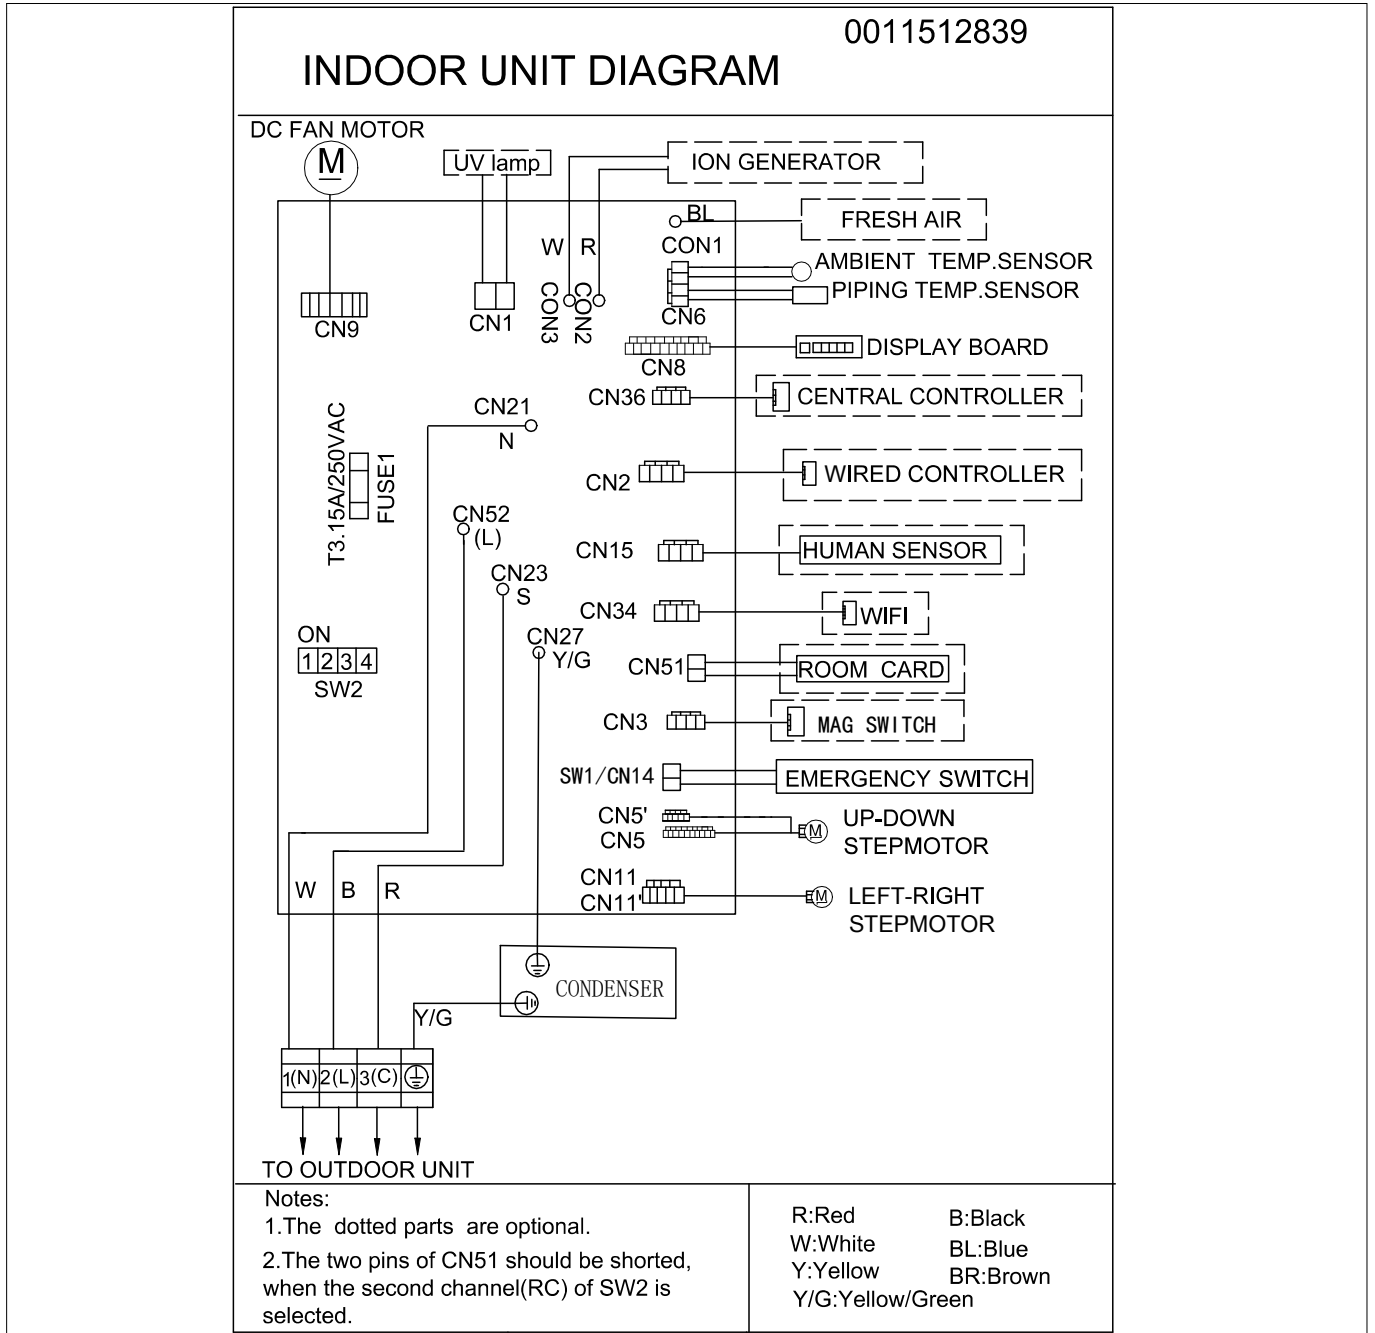 0011512839
INDOOR UNIT DIAGRAM
DC FAN MOTOR
M
UV lamp
ION GENERATOR
BL
FRESH AIR
W R
CON1
AMBIENT TEMP.SENSOR
PIPING TEMP.SENSOR
CN9
CN1
CON3
CON2
CN6
DISPLAY BOARD
CN8
CN36
CENTRAL CONTROLLER
CN21
N
T3.15A/250VAC
FUSE1
CN2
WIRED CONTROLLER
CN52
(L)
CN15
HUMAN SENSOR
CN23
S
CN34
WIFI
ON
1 2 3 4
SW2
CN27
Y/G
CN51
ROOM CARD
CN3
MAG SWITCH
SW1/CN14
EMERGENCY SWITCH
CN5'
CN5
M
UP-DOWN
STEPMOTOR
W B R
CN11
CN11'
M
LEFT-RIGHT
STEPMOTOR
CONDENSER
Y/G
1(N) 2(L) 3(C)
TO OUTDOOR UNIT
Notes:
1.The dotted parts are optional.
2.The two pins of CN51 should be shorted,
when the second channel(RC) of SW2 is
selected.
R:Red B:Black
W:White BL:Blue
Y:Yellow BR:Brown
Y/G:Yellow/Green